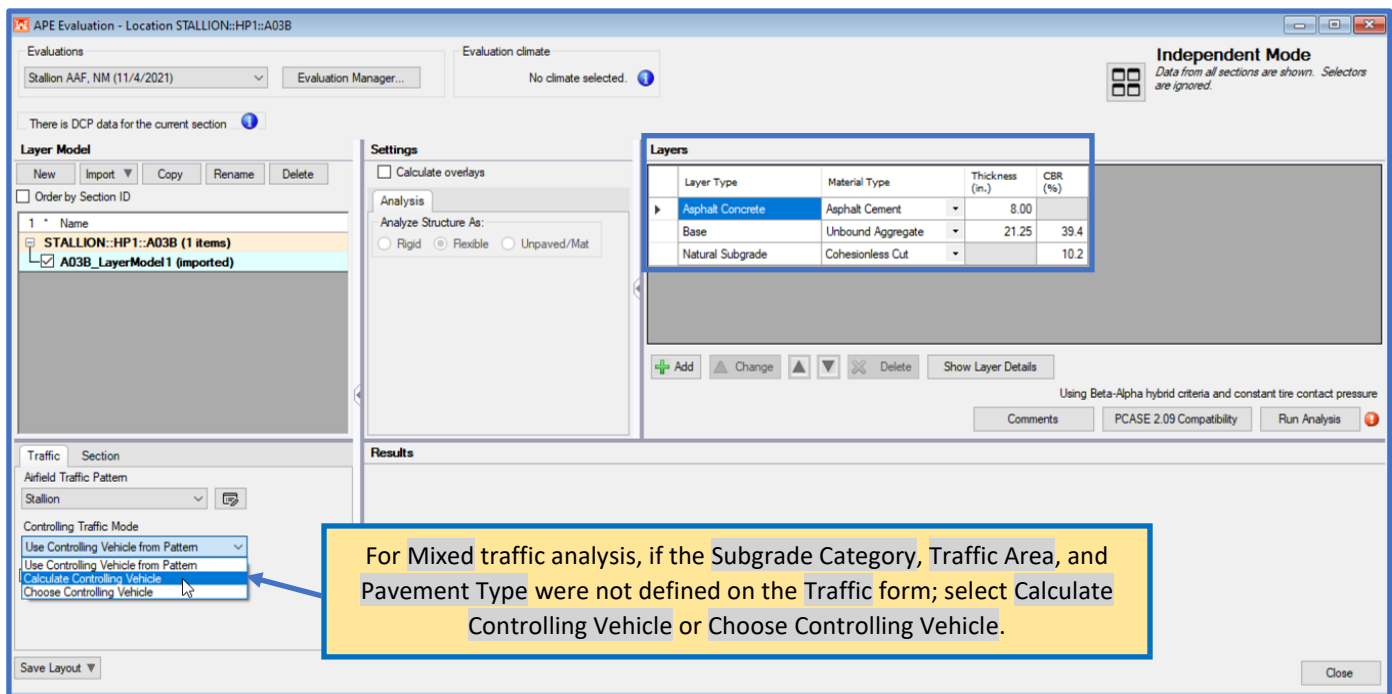 APE Evaluation - Location STALLION::HP1::A03B
Evaluations
Stallion AAF, NM (11/4/2021)
Evaluation Manager...
Evaluation climate
No climate selected.
Independent Mode
Data from all sections are shown. Selectors
are ignored.
There is DCP data for the current section
Layer Model
New Import Copy Rename Delete
Order by Section ID
1 Name
STALLION::HP1::A03B (1 items)
A03B_LayerModel1 (imported)
Settings
Calculate overlays
Analysis
Analyze Structure As:
Rigid Flexible Unpaved/Mat
Layers
Layer Type Material Type Thickness (in.) CBR (%)
Asphalt Concrete Asphalt Cement 8.00
Base Unbound Aggregate 21.25 39.4
Natural Subgrade Cohesionless Cut 10.2
Add Change Delete Show Layer Details
Using Beta-Alpha hybrid criteria and constant tire contact pressure
Comments PCASE 2.09 Compatibility Run Analysis
Traffic Section
Airfield Traffic Pattern
Stallion
Controlling Traffic Mode
Use Controlling Vehicle from Pattern
Use Controlling Vehicle from Pattern
Calculate Controlling Vehicle
Choose Controlling Vehicle
Results
For Mixed traffic analysis, if the Subgrade Category, Traffic Area, and
Pavement Type were not defined on the Traffic form; select Calculate
Controlling Vehicle or Choose Controlling Vehicle.
Save Layout
Close